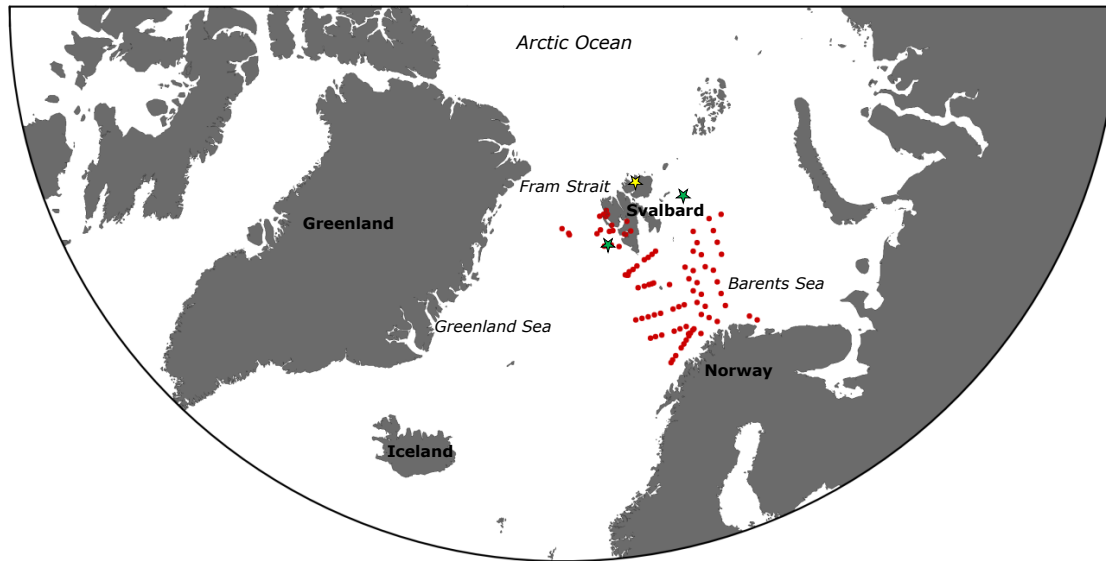 Arctic Ocean
Fram Strait
Svalbard
Greenland
Barents Sea
Greenland Sea
Norway
Iceland